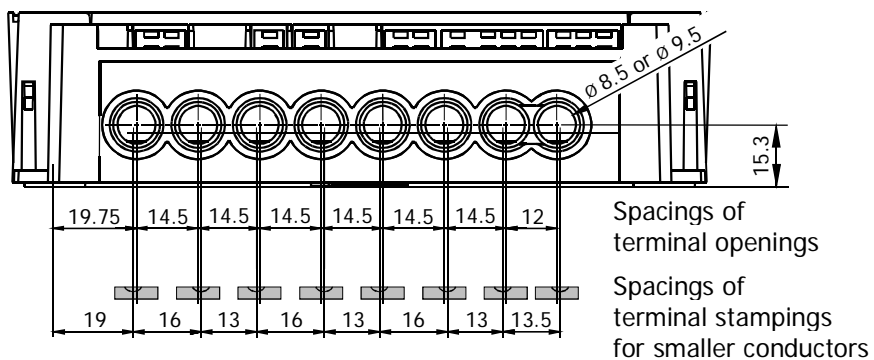 ø 8.5 or ø 9.5
15.3
19.75 14.5 14.5 14.5 14.5 14.5 14.5 12
Spacings of
terminal openings
Spacings of
terminal stampings
for smaller conductors
19 16 13 16 13 16 13 13.5